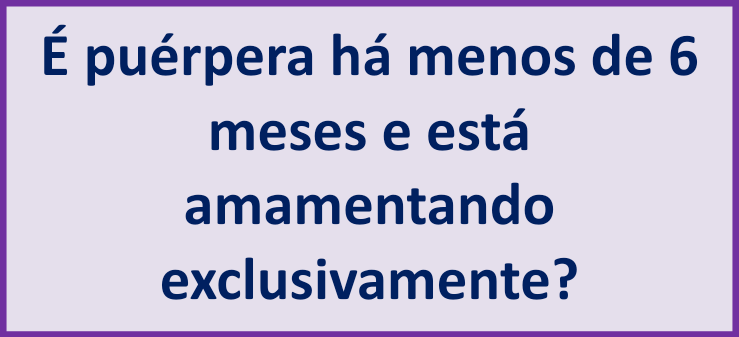 É puérpera há menos de 6
meses e está
amamentando
exclusivamente?